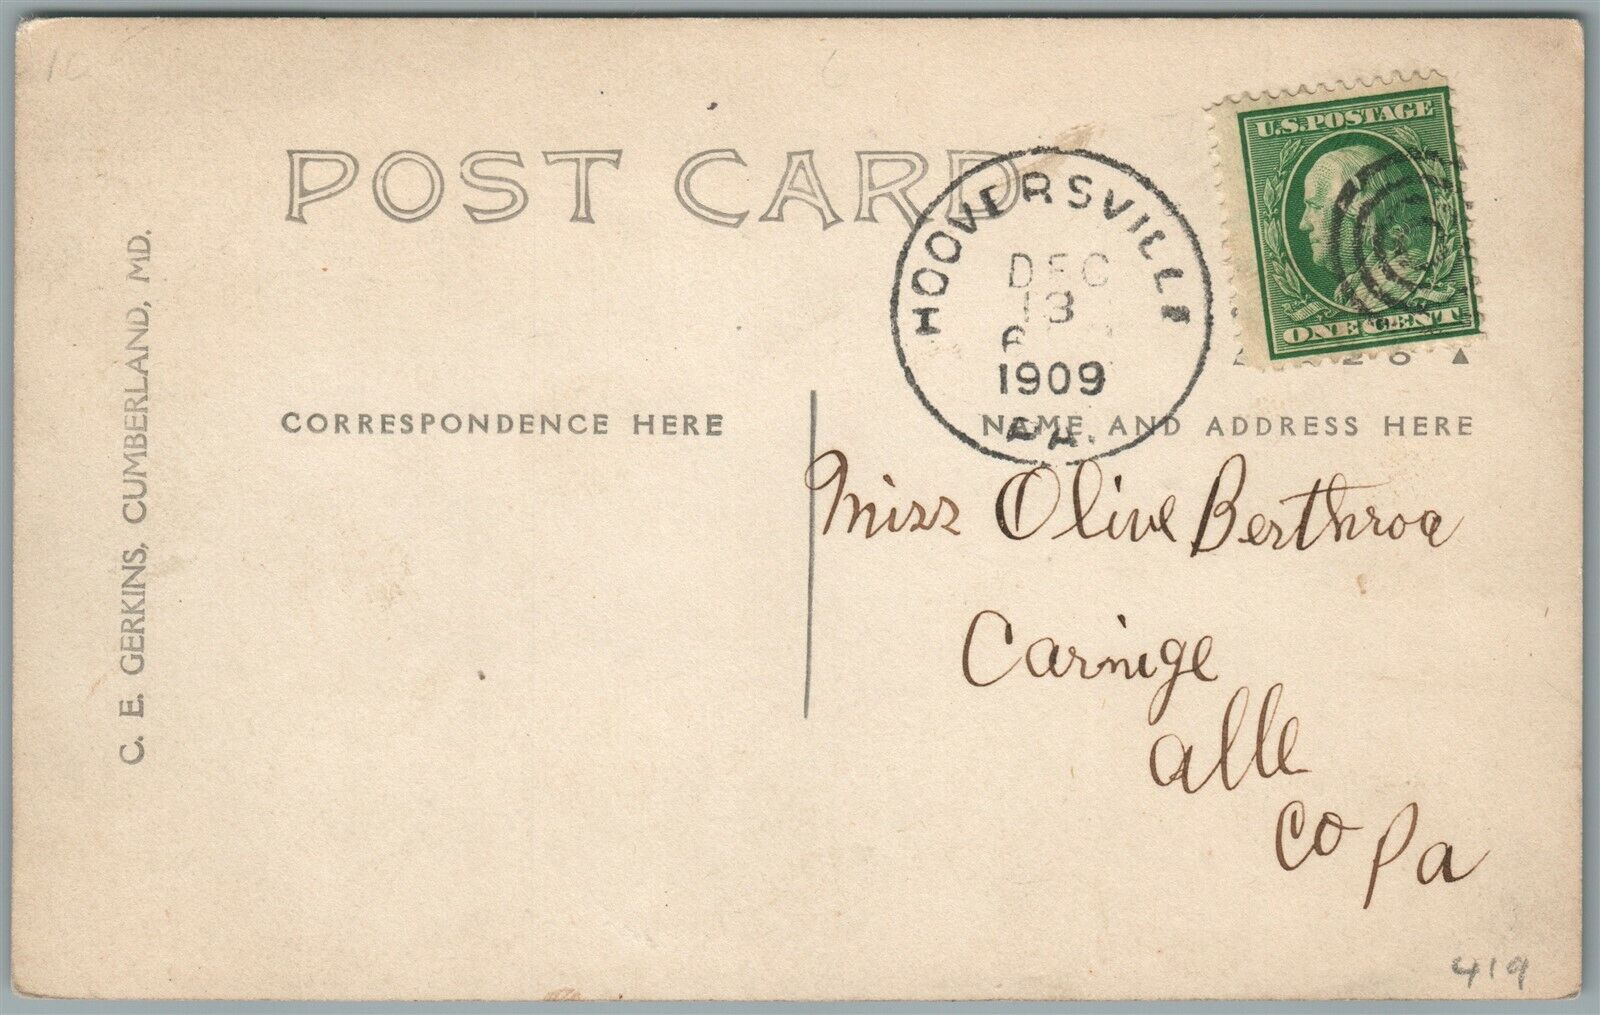 POST CARD
U.S. POSTAGE
ONE CENT
HOOVERSVILLE
DEC
13
1909
PA.
C. E. GERKINS, CUMBERLAND, MD.
CORRESPONDENCE HERE
NAME AND ADDRESS HERE
Miss Olive Berthroa
Carnige
alle
Co Pa
419